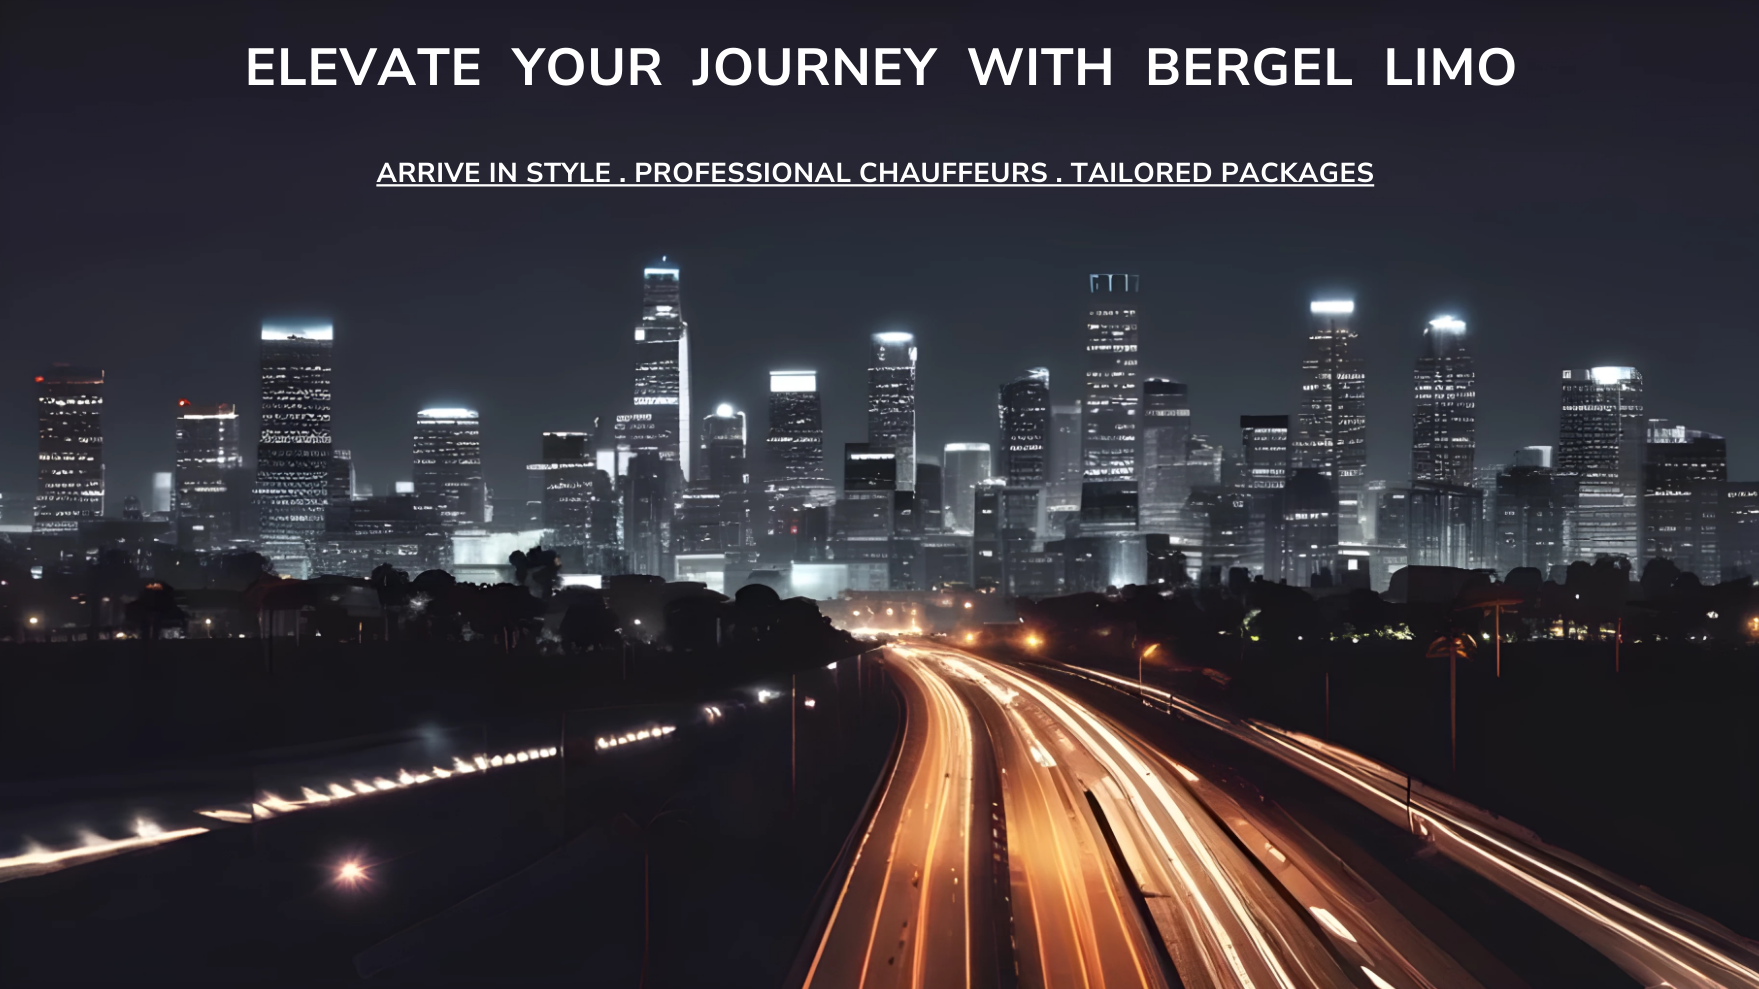 ELEVATE YOUR JOURNEY WITH BERGEL LIMO
ARRIVE IN STYLE . PROFESSIONAL CHAUFFEURS . TAILORED PACKAGES